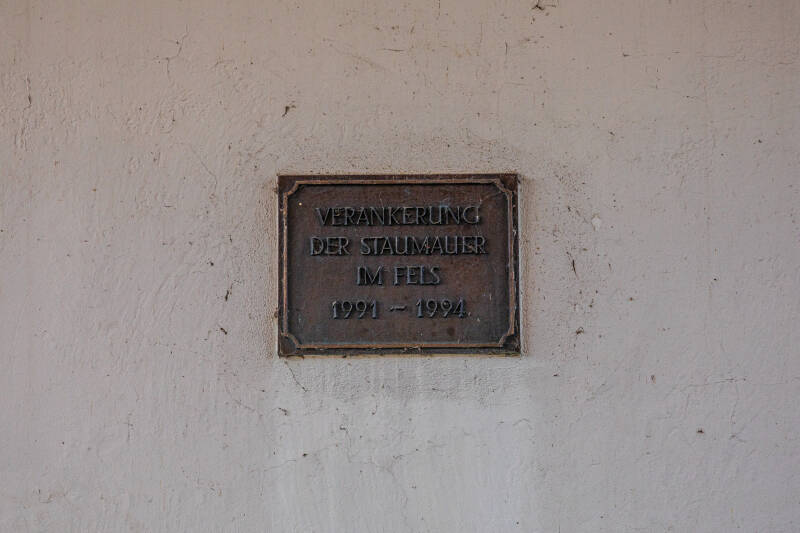 VERANKERUNG
DER STAUMAUER
IM FELS
1991 – 1994